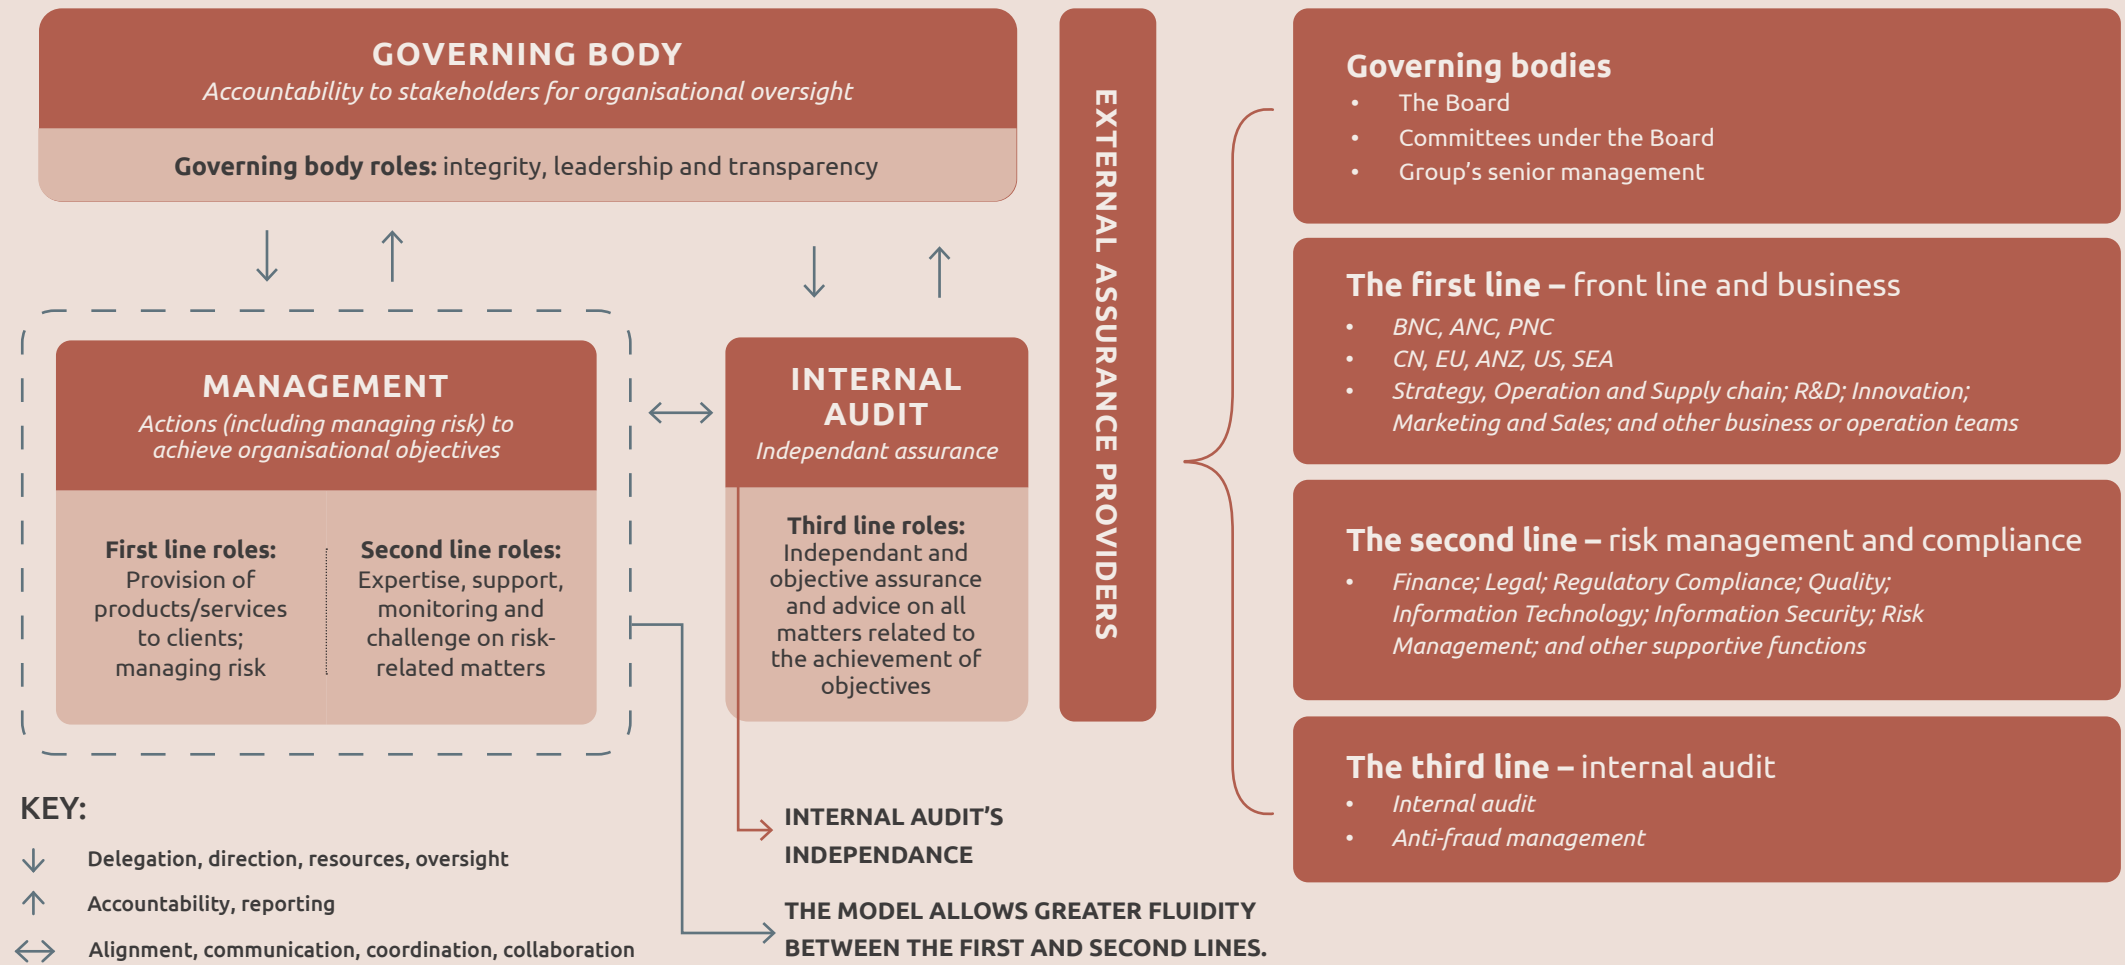 GOVERNING BODY
Accountability to stakeholders for organisational oversight
Governing body roles: integrity, leadership and transparency
MANAGEMENT
Actions (including managing risk) to
achieve organisational objectives
First line roles:
Provision of
products/services
to clients;
managing risk
Second line roles:
Expertise, support,
monitoring and
challenge on risk-
related matters
INTERNAL
AUDIT
Independant assurance
Third line roles:
Independant and
objective assurance
and advice on all
matters related to
the achievement of
objectives
EXTERNAL ASSURANCE PROVIDERS
KEY:
Delegation, direction, resources, oversight
Accountability, reporting
Alignment, communication, coordination, collaboration
INTERNAL AUDIT'S
INDEPENDANCE
THE MODEL ALLOWS GREATER FLUIDITY
BETWEEN THE FIRST AND SECOND LINES.
Governing bodies
• The Board
• Committees under the Board
• Group's senior management
The first line – front line and business
• BNC, ANC, PNC
• CN, EU, ANZ, US, SEA
• Strategy, Operation and Supply chain; R&D; Innovation;
Marketing and Sales; and other business or operation teams
The second line – risk management and compliance
• Finance; Legal; Regulatory Compliance; Quality;
Information Technology; Information Security; Risk
Management; and other supportive functions
The third line – internal audit
• Internal audit
• Anti-fraud management